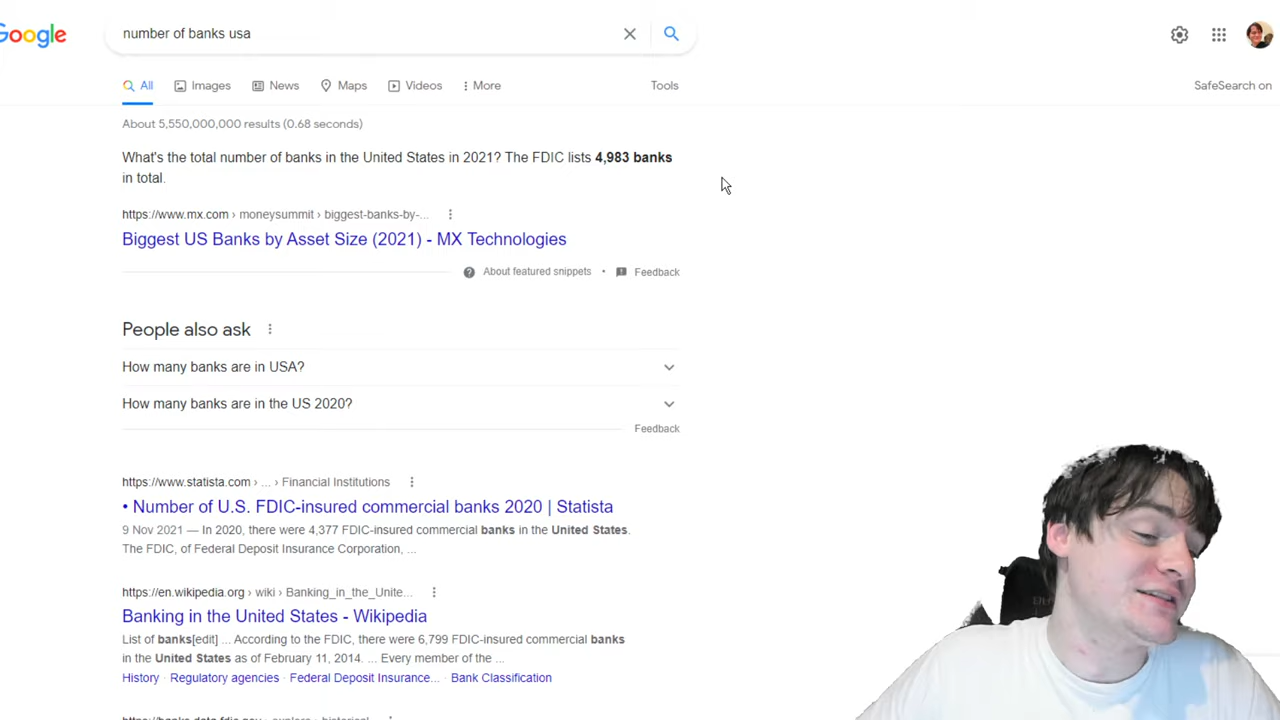 Google
number of banks usa
All
Images
News
Maps
Videos
More
Tools
SafeSearch on
About 5,550,000,000 results (0.68 seconds)
What's the total number of banks in the United States in 2021? The FDIC lists 4,983 banks
in total.
https://www.mx.com › moneysummit › biggest-banks-by-...
Biggest US Banks by Asset Size (2021) - MX Technologies
About featured snippets • Feedback
People also ask
How many banks are in USA?
How many banks are in the US 2020?
Feedback
https://www.statista.com › ... › Financial Institutions
• Number of U.S. FDIC-insured commercial banks 2020 | Statista
9 Nov 2021 — In 2020, there were 4,377 FDIC-insured commercial banks in the United States.
The FDIC, of Federal Deposit Insurance Corporation, ...
https://en.wikipedia.org › wiki › Banking_in_the_Unite...
Banking in the United States - Wikipedia
List of banks[edit] ... According to the FDIC, there were 6,799 FDIC-insured commercial banks
in the United States as of February 11, 2014. ... Every member of the ...
History · Regulatory agencies · Federal Deposit Insurance... · Bank Classification